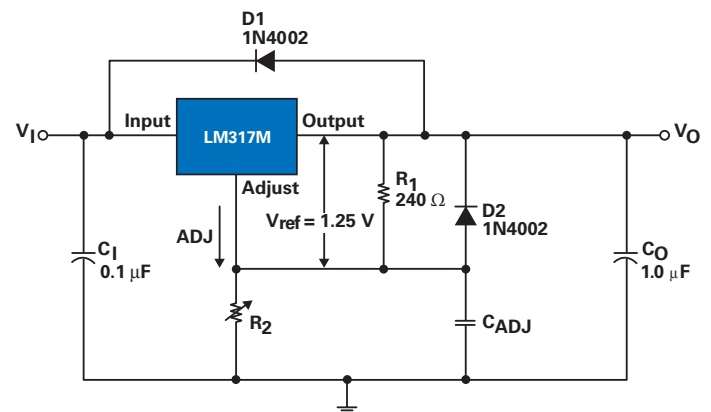 D1
1N4002
VI
Input
LM317M
Output
VO
Adjust
R1
240 Ω
Vref = 1.25 V
D2
1N4002
ADJ
CI
0.1 μF
CO
1.0 μF
R2
CADJ